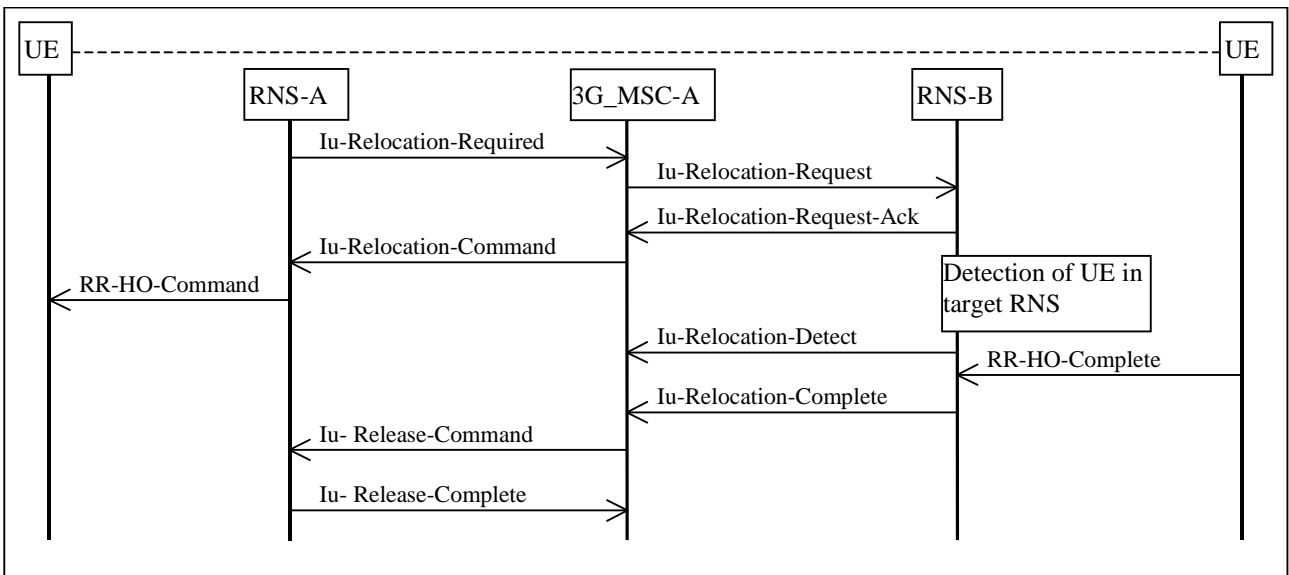 UE
UE
RNS-A
3G_MSC-A
RNS-B
Iu-Relocation-Required
Iu-Relocation-Request
Iu-Relocation-Request-Ack
Iu-Relocation-Command
Detection of UE in
target RNS
RR-HO-Command
Iu-Relocation-Detect
RR-HO-Complete
Iu-Relocation-Complete
Iu- Release-Command
Iu- Release-Complete